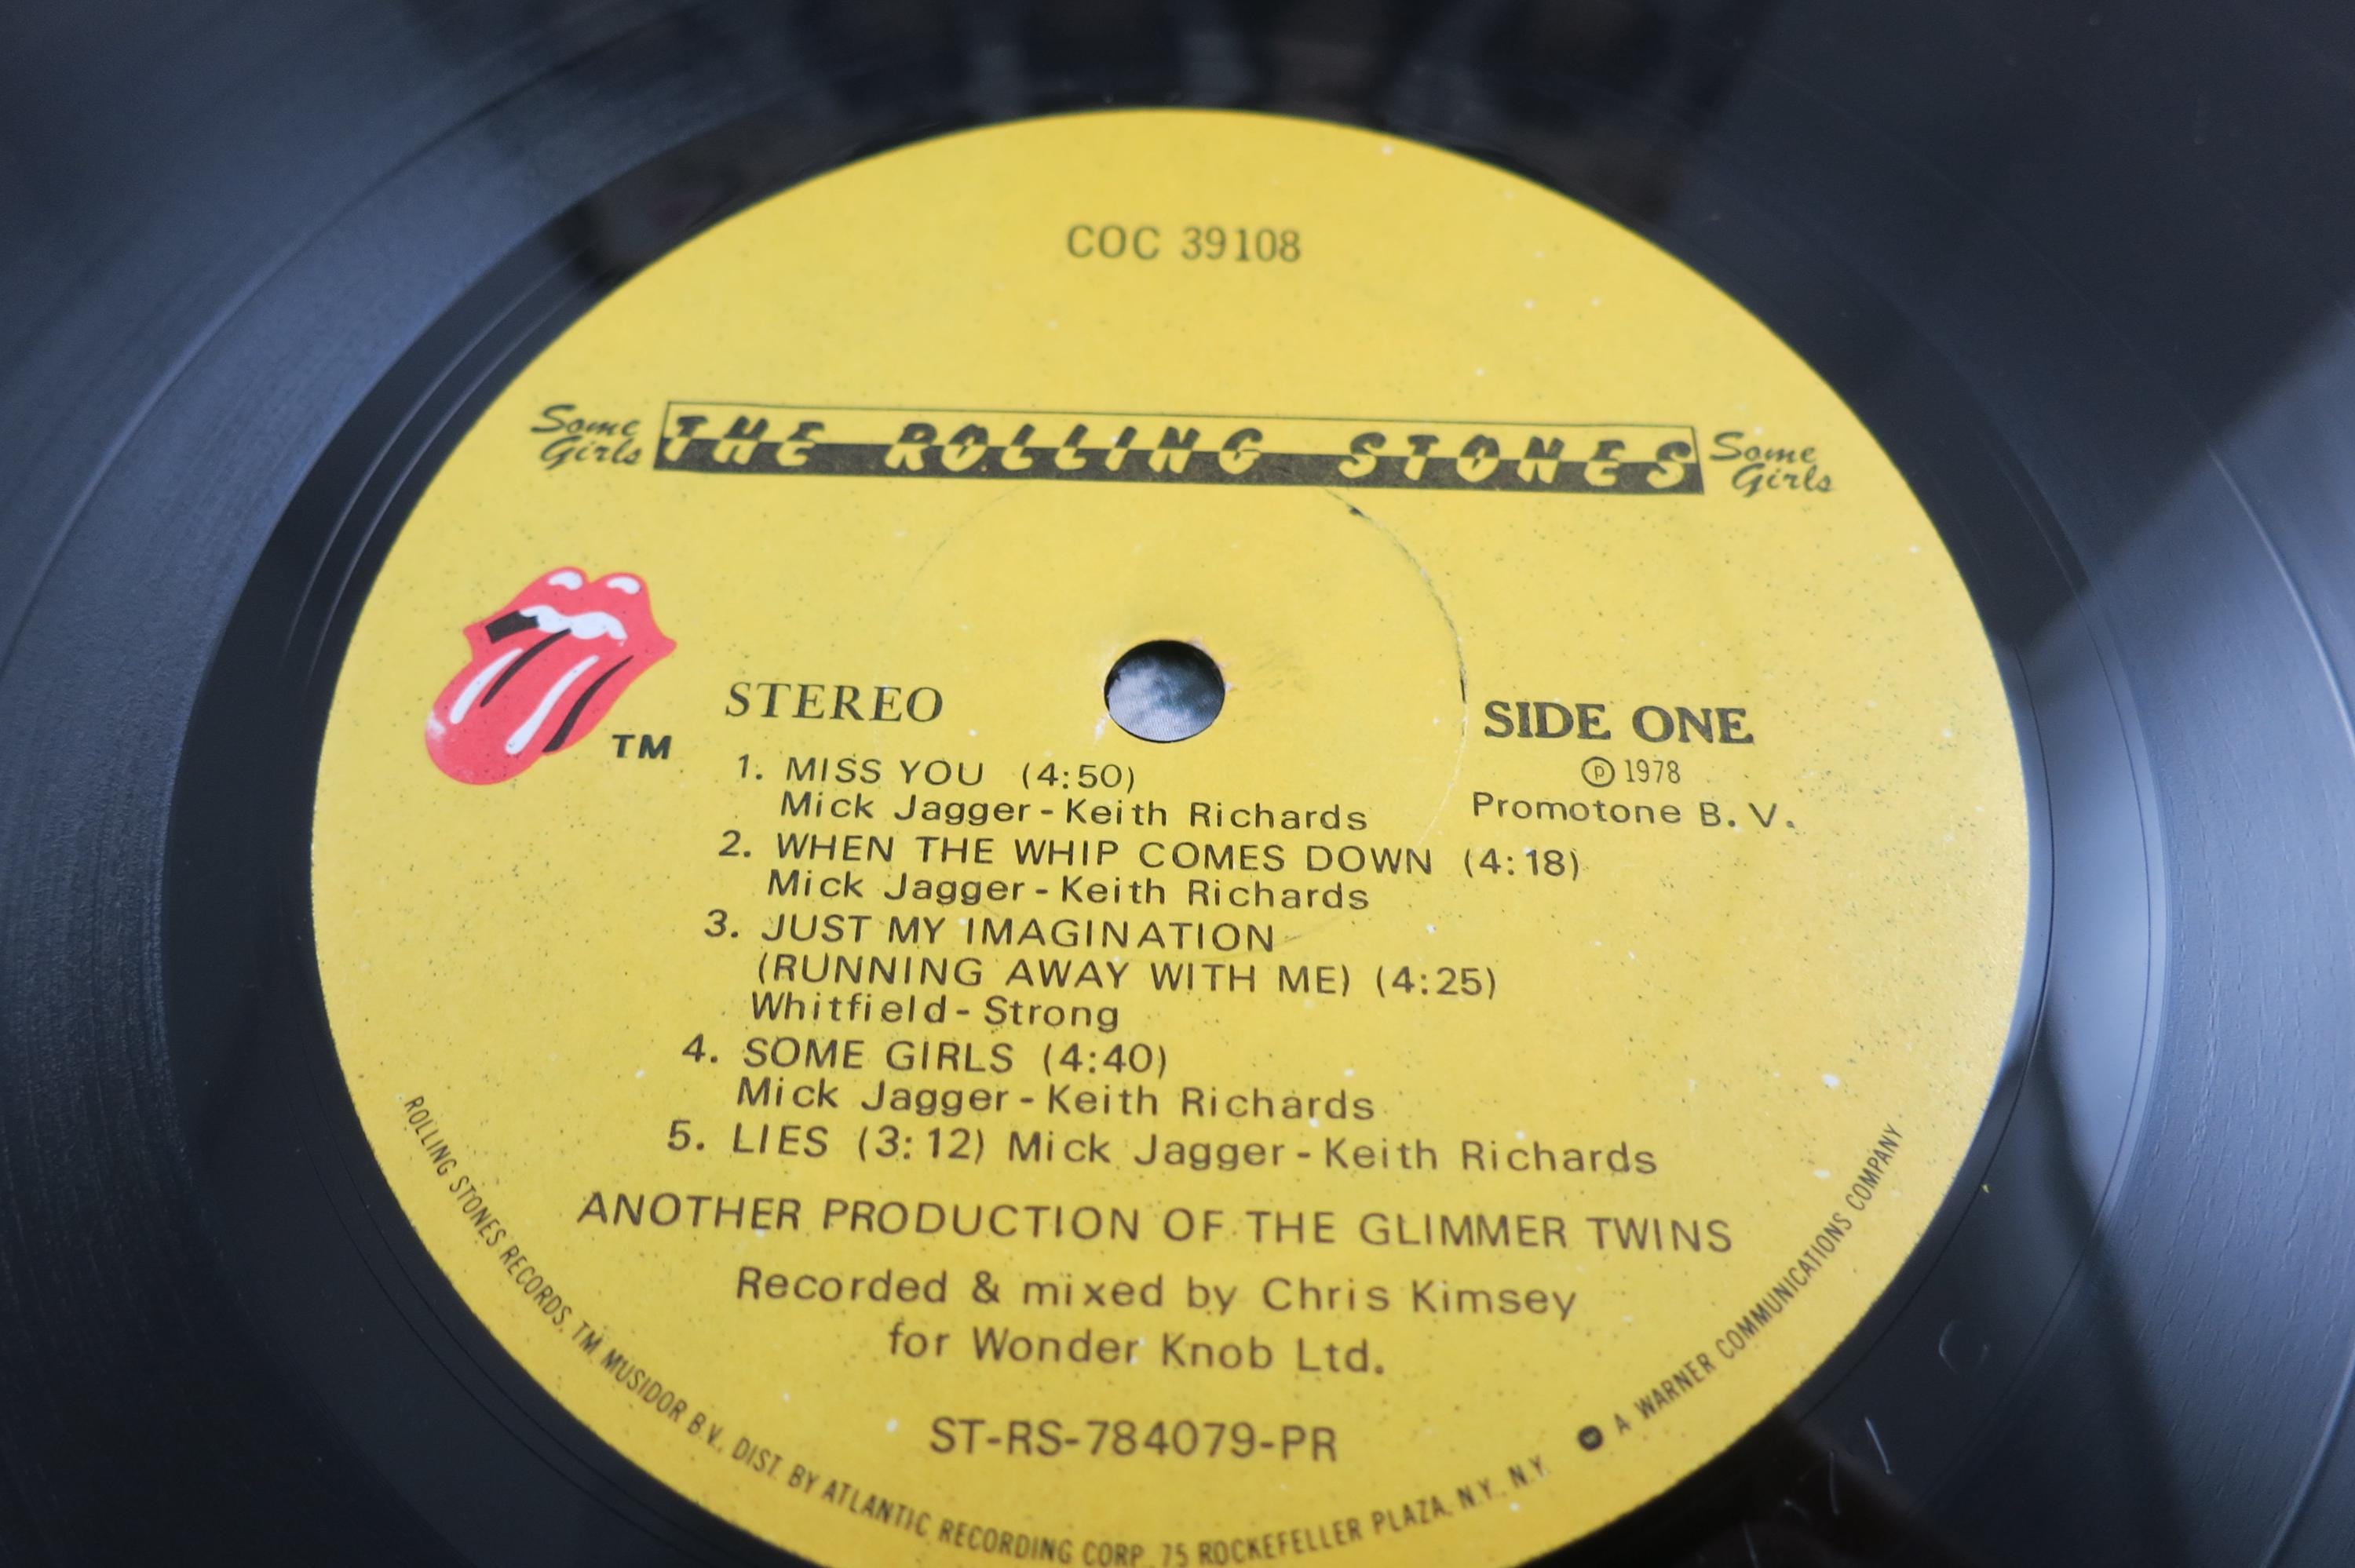 COC 39108
Some Girls THE ROLLING STONES Some Girls
TM
STEREO
SIDE ONE
℗ 1978
Promotone B. V.
1. MISS YOU (4:50)
Mick Jagger - Keith Richards
2. WHEN THE WHIP COMES DOWN (4:18)
Mick Jagger - Keith Richards
3. JUST MY IMAGINATION
(RUNNING AWAY WITH ME) (4:25)
Whitfield - Strong
4. SOME GIRLS (4:40)
Mick Jagger - Keith Richards
5. LIES (3:12) Mick Jagger - Keith Richards
ANOTHER PRODUCTION OF THE GLIMMER TWINS
Recorded & mixed by Chris Kimsey
for Wonder Knob Ltd.
ST-RS-784079-PR
ROLLING STONES RECORDS, TM MUSIDOR B.V., DIST. BY ATLANTIC RECORDING CORP. 75 ROCKEFELLER PLAZA, N.Y., N.Y. A WARNER COMMUNICATIONS COMPANY